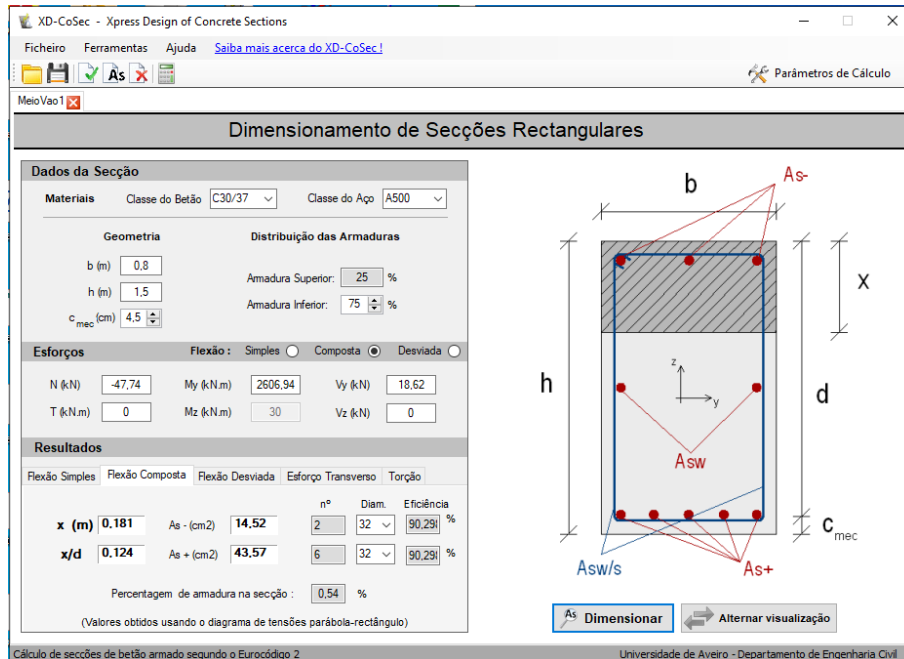 XD-CoSec - Xpress Design of Concrete Sections
Ficheiro Ferramentas Ajuda Saiba mais acerca do XD-CoSec!
As Parâmetros de Cálculo
MeioVao1
Dimensionamento de Secções Rectangulares
Dados da Secção
Materiais Classe do Betão C30/37 Classe do Aço A500
Geometria Distribuição das Armaduras
b (m) 0,8
Armadura Superior: 25 %
h (m) 1,5
Armadura Inferior: 75 %
c mec (cm) 4,5
Esforços Flexão : Simples Composta Desviada
N (kN) -47,74 My (kN.m) 2606,94 Vy (kN) 18,62
T (kN.m) 0 Mz (kN.m) 30 Vz (kN) 0
Resultados
Flexão Simples Flexão Composta Flexão Desviada Esforço Transverso Torção
nº Diam. Eficiência
x (m) 0,181 As - (cm2) 14,52 2 32 90,298 %
x/d 0,124 As + (cm2) 43,57 6 32 90,298 %
Percentagem de armadura na secção : 0,54 %
(Valores obtidos usando o diagrama de tensões parábola-rectângulo)
b
As-
x
h
z
y
d
Asw
c mec
Asw/s
As+
As Dimensionar Alternar visualização
Cálculo de secções de betão armado segundo o Eurocódigo 2 Universidade de Aveiro - Departamento de Engenharia Civil